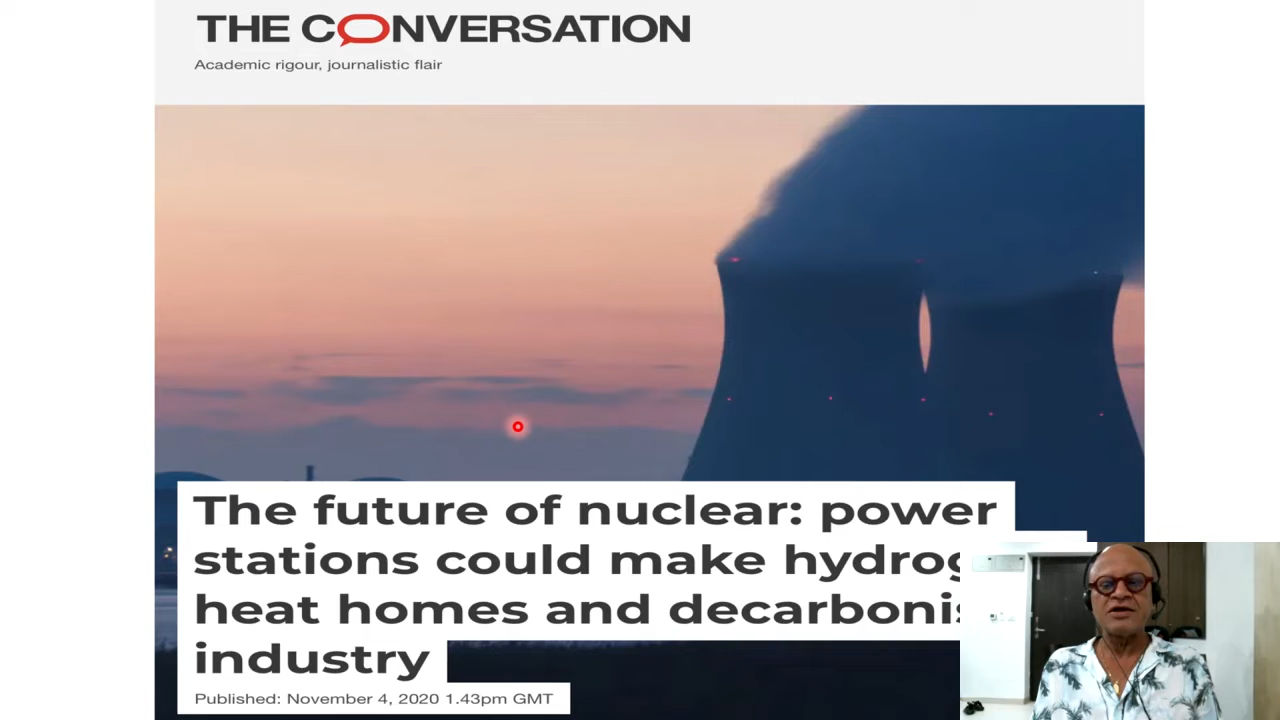 THE CONVERSATION
Academic rigour, journalistic flair
The future of nuclear: power
stations could make
heat homes and
industry
Published: November 4, 2020 1.43pm GMT